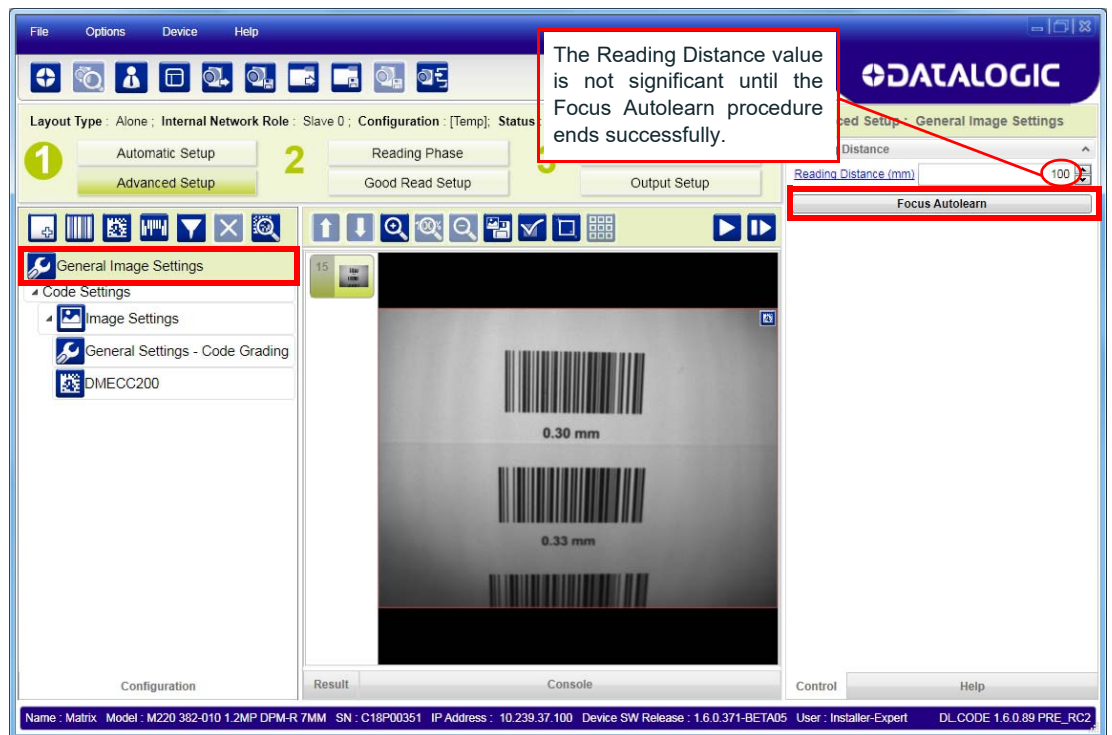 File Options Device Help
The Reading Distance value
is not significant until the
Focus Autolearn procedure
ends successfully.
DATALOGIC
Layout Type : Alone ; Internal Network Role : Slave 0 ; Configuration : [Temp]; Status :
Setup : General Image Settings
1 Automatic Setup
Advanced Setup
2 Reading Phase
Good Read Setup
Output Setup
Distance
Reading Distance (mm) 100
Focus Autolearn
General Image Settings
Code Settings
Image Settings
General Settings - Code Grading
DMECC200
15
0.30 mm
0.33 mm
Configuration
Result Console
Control Help
Name : Matrix Model : M220 382-010 1.2MP DPM-R 7MM SN : C18P00351 IP Address : 10.239.37.100 Device SW Release : 1.6.0.371-BETA05 User : Installer-Expert DL.CODE 1.6.0.89 PRE_RC2